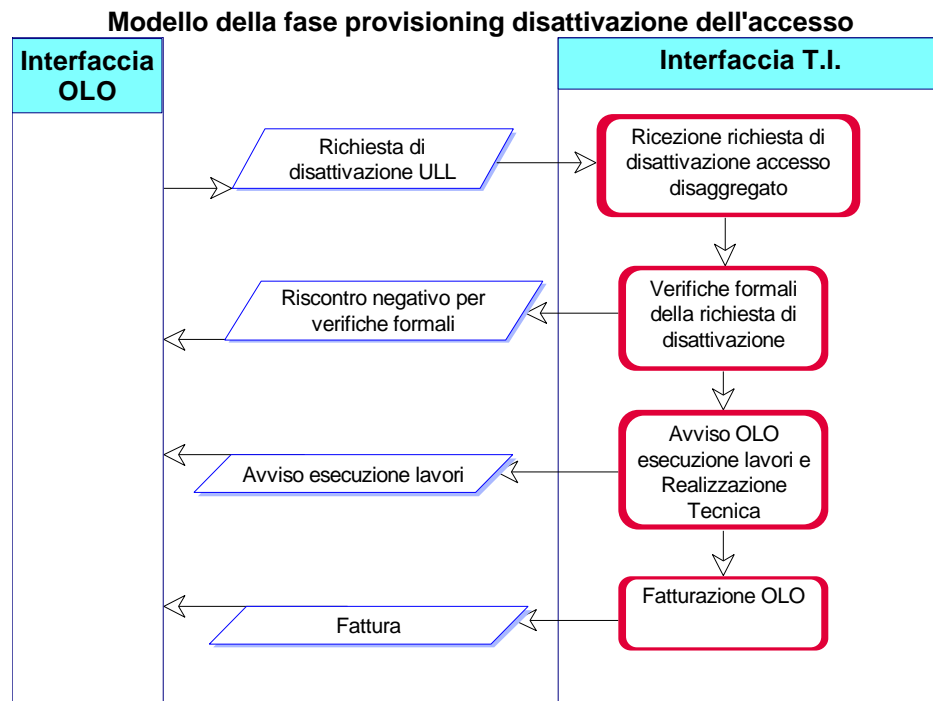 Modello della fase provisioning disattivazione dell'accesso
Interfaccia
OLO
Interfaccia T.I.
Richiesta di
disattivazione ULL
Ricezione richiesta di
disattivazione accesso
disaggregato
Riscontro negativo per
verifiche formali
Verifiche formali
della richiesta di
disattivazione
Avviso esecuzione lavori
Avviso OLO
esecuzione lavori e
Realizzazione
Tecnica
Fattura
Fatturazione OLO